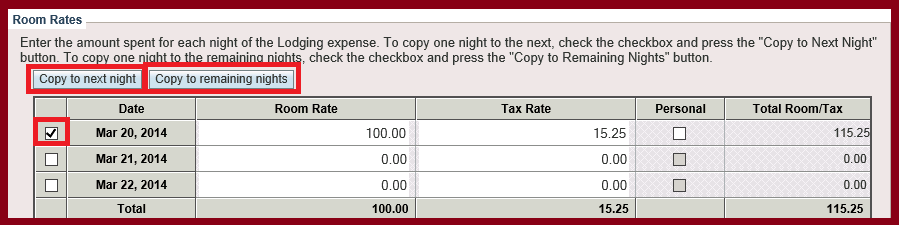 Room Rates
Enter the amount spent for each night of the Lodging expense. To copy one night to the next, check the checkbox and press the "Copy to Next Night"
button. To copy one night to the remaining nights, check the checkbox and press the "Copy to Remaining Nights" button.
Copy to next night Copy to remaining nights
Date Room Rate Tax Rate Personal Total Room/Tax
Mar 20, 2014 100.00 15.25 115.25
Mar 21, 2014 0.00 0.00 0.00
Mar 22, 2014 0.00 0.00 0.00
Total 100.00 15.25 115.25